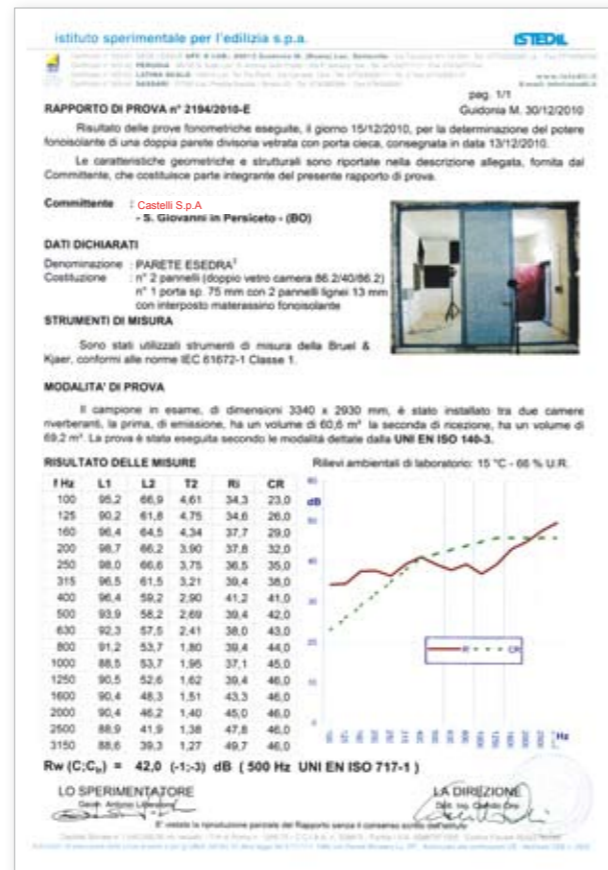 istituto sperimentale per l'edilizia s.p.a.
ISTEDIL
pag. 1/1
RAPPORTO DI PROVA n° 2194/2010-E
Guidonia M. 30/12/2010
Risultato delle prove fonometriche eseguite, il giorno 15/12/2010, per la determinazione del potere
fonoisolante di una doppia parete divisoria vetrata con porta cieca, consegnata in data 13/12/2010.
Le caratteristiche geometriche e strutturali sono riportate nella descrizione allegata, fornita dal
Committente, che costituisce parte integrante del presente rapporto di prova.
Committente : Castelli S.p.A
- S. Giovanni in Persiceto - (BO)
DATI DICHIARATI
Denominazione : PARETE ESEDRA³
Costituzione : n° 2 pannelli (doppio vetro camera 86.2/40/86.2)
n° 1 porta sp. 75 mm con 2 pannelli lignei 13 mm
con interposto materassino fonoisolante
STRUMENTI DI MISURA
Sono stati utilizzati strumenti di misura della Bruel &
Kjaer, conformi alle norme IEC 61672-1 Classe 1.
MODALITA' DI PROVA
Il campione in esame, di dimensioni 3340 x 2930 mm, è stato installato tra due camere
riverberanti, la prima, di emissione, ha un volume di 60,6 m³ la seconda di ricezione, ha un volume di
69,2 m³. La prova è stata eseguita secondo le modalità dettate dalla UNI EN ISO 140-3.
RISULTATO DELLE MISURE
Rilievi ambientali di laboratorio: 15 °C - 66 % U.R.
f Hz L1 L2 T2 Ri CR
100 95,2 66,9 4,61 34,3 23,0
125 90,2 61,8 4,75 34,6 26,0
160 96,4 64,5 4,34 37,7 29,0
200 98,7 66,2 3,90 37,8 32,0
250 98,0 66,6 3,75 36,5 35,0
315 96,5 61,5 3,21 39,4 38,0
400 96,4 59,2 2,90 41,2 41,0
500 93,9 58,2 2,69 39,4 42,0
630 92,3 57,5 2,41 38,0 43,0
800 91,2 53,7 1,80 39,4 44,0
1000 88,5 53,7 1,95 37,1 45,0
1250 90,5 52,6 1,62 39,4 46,0
1600 90,4 48,3 1,51 43,3 46,0
2000 90,4 46,2 1,40 45,0 46,0
2500 88,9 41,9 1,38 47,8 46,0
3150 88,6 39,3 1,27 49,7 46,0
dB
Hz
Rw (C;Ctr) = 42,0 (-1;-3) dB ( 500 Hz UNI EN ISO 717-1 )
LO SPERIMENTATORE
LA DIREZIONE
E' vietata la riproduzione parziale del Rapporto senza il consenso scritto dell'Istituto